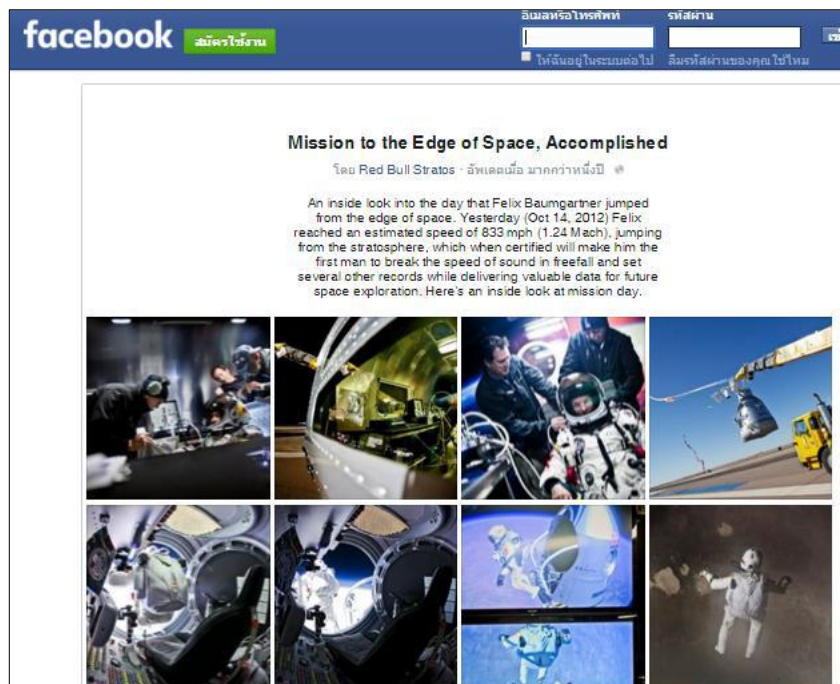 facebook
สมัครใช้งาน
อีเมลหรือโทรศัพท์
รหัสผ่าน
ให้ฉันอยู่ในระบบต่อไป
ลืมรหัสผ่านของคุณใช่ไหม
Mission to the Edge of Space, Accomplished
โดย Red Bull Stratos · อัพเดตเมื่อ มากกว่าหนึ่งปี
An inside look into the day that Felix Baumgartner jumped
from the edge of space. Yesterday (Oct 14, 2012) Felix
reached an estimated speed of 833 mph (1.24 Mach), jumping
from the stratosphere, which when certified will make him the
first man to break the speed of sound in freefall and set
several other records while delivering valuable data for future
space exploration. Here's an inside look at mission day.